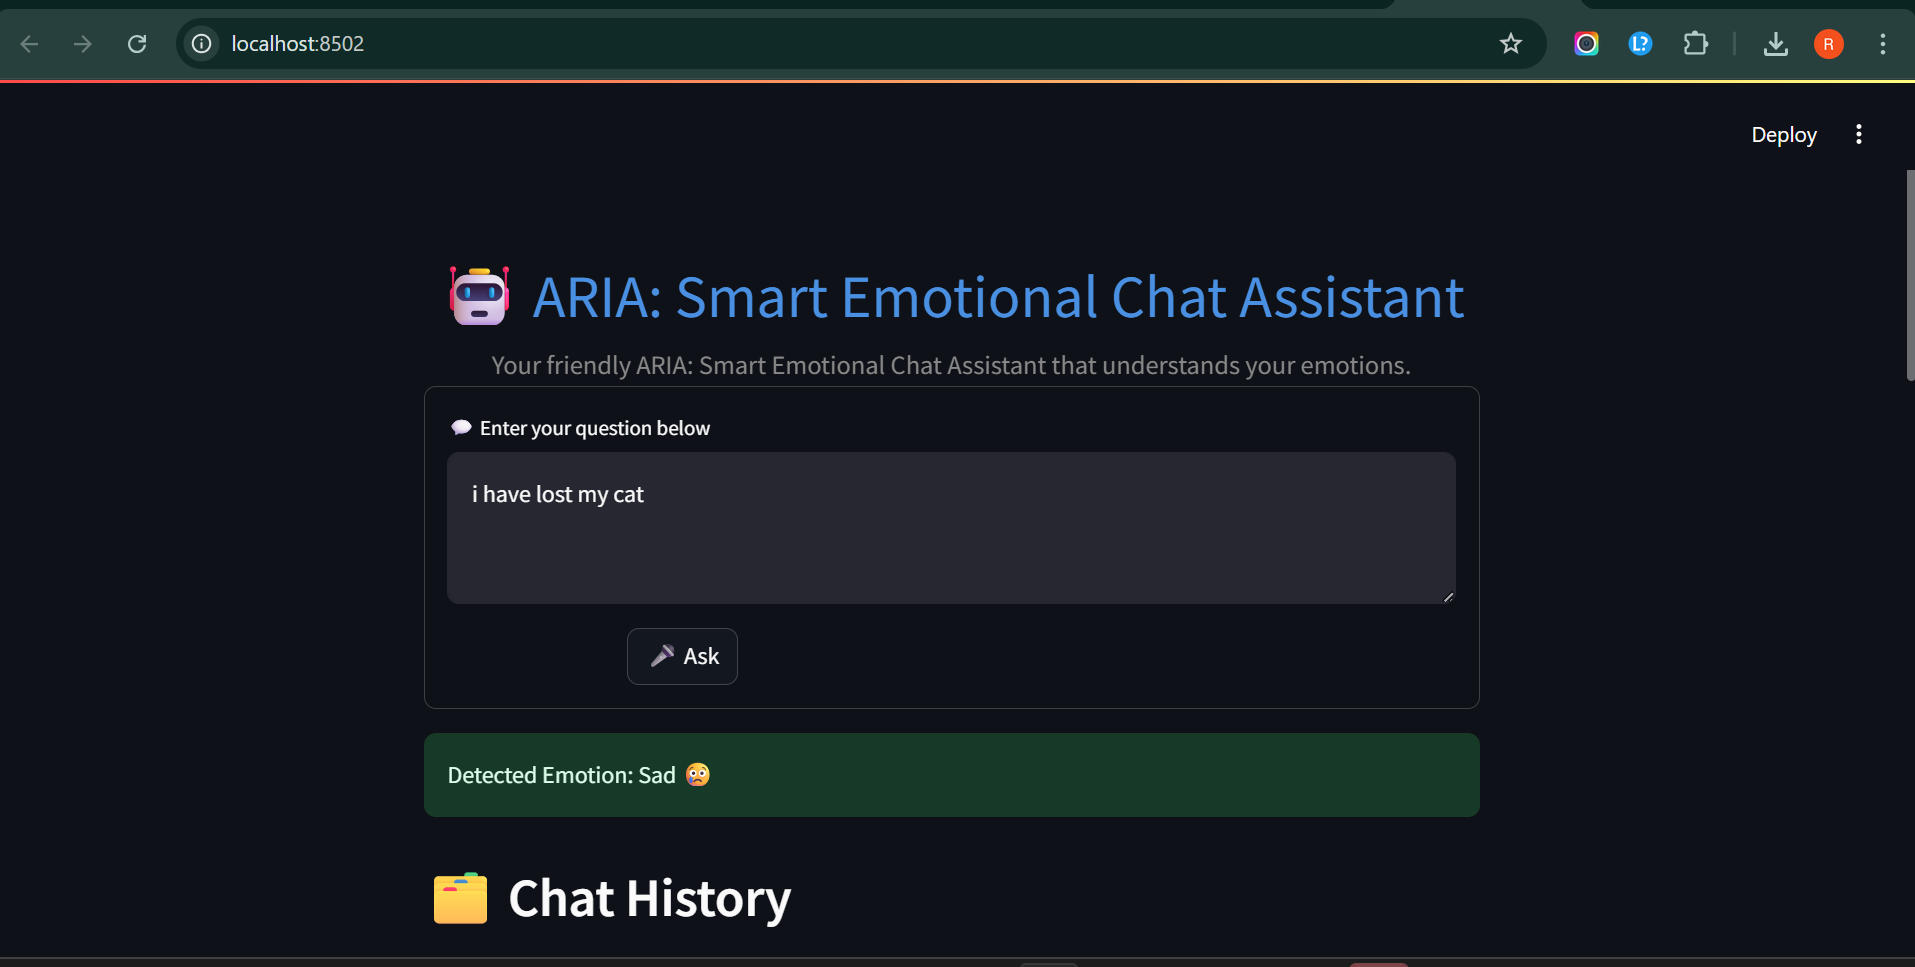 localhost:8502
L?
R
Deploy
ARIA: Smart Emotional Chat Assistant
Your friendly ARIA: Smart Emotional Chat Assistant that understands your emotions.
Enter your question below
i have lost my cat
Ask
Detected Emotion: Sad 😢
Chat History